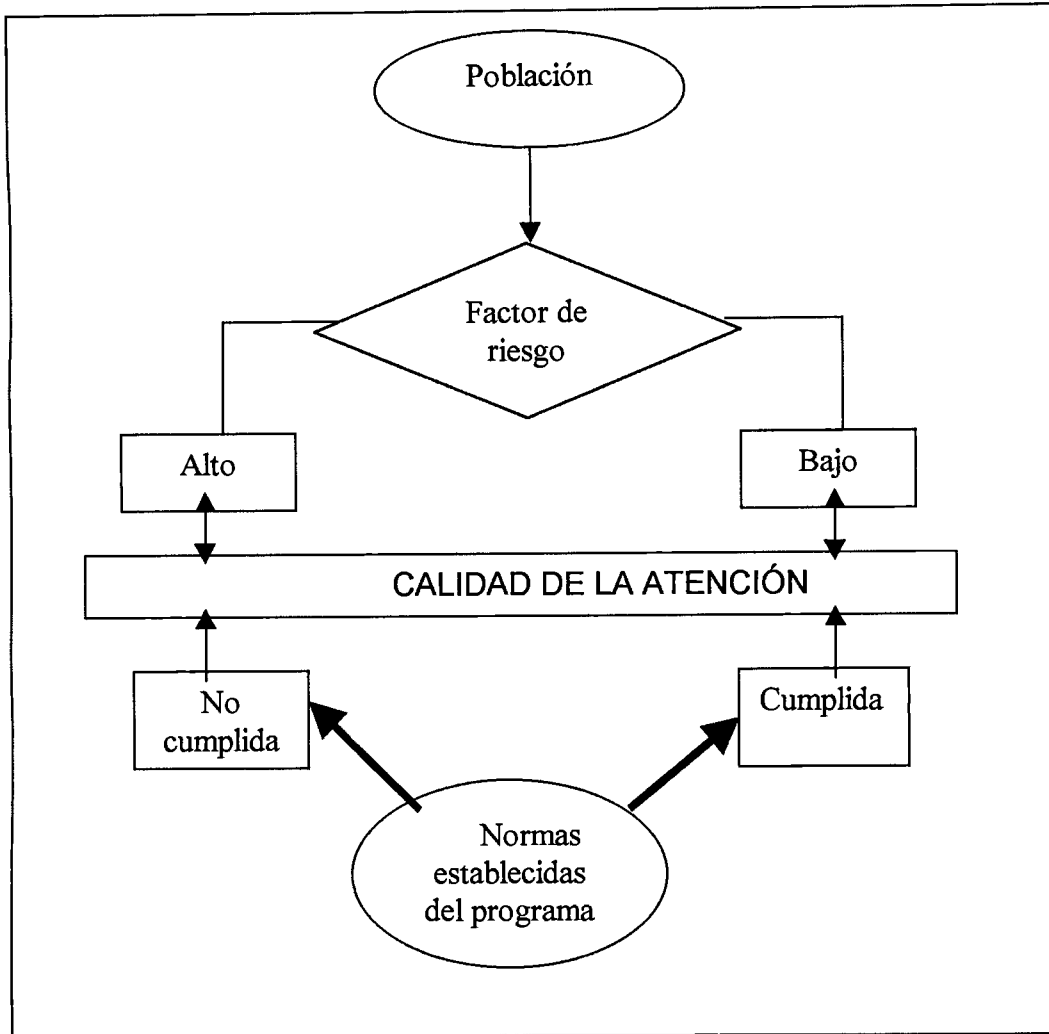 Población
Factor de
riesgo
Alto
Bajo
CALIDAD DE LA ATENCIÓN
No
cumplida
Cumplida
Normas
establecidas
del programa